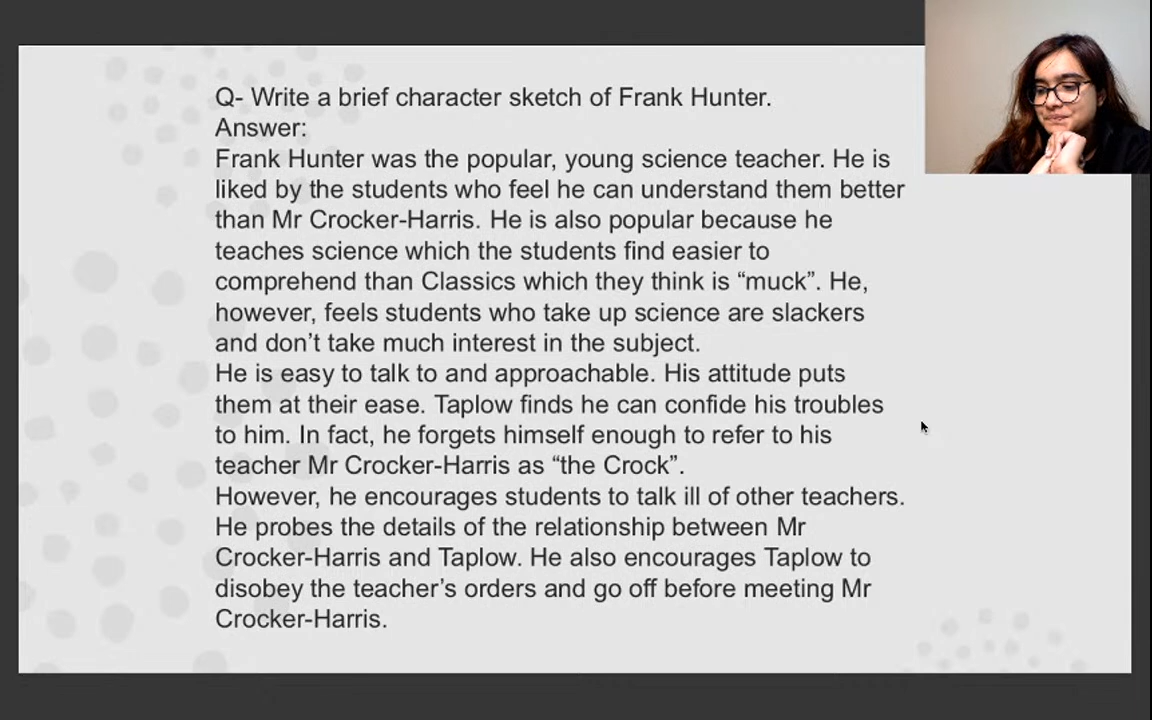 Q- Write a brief character sketch of Frank Hunter.
Answer:
Frank Hunter was the popular, young science teacher. He is
liked by the students who feel he can understand them better
than Mr Crocker-Harris. He is also popular because he
teaches science which the students find easier to
comprehend than Classics which they think is “muck”. He,
however, feels students who take up science are slackers
and don’t take much interest in the subject.
He is easy to talk to and approachable. His attitude puts
them at their ease. Taplow finds he can confide his troubles
to him. In fact, he forgets himself enough to refer to his
teacher Mr Crocker-Harris as “the Crock”.
However, he encourages students to talk ill of other teachers.
He probes the details of the relationship between Mr
Crocker-Harris and Taplow. He also encourages Taplow to
disobey the teacher’s orders and go off before meeting Mr
Crocker-Harris.